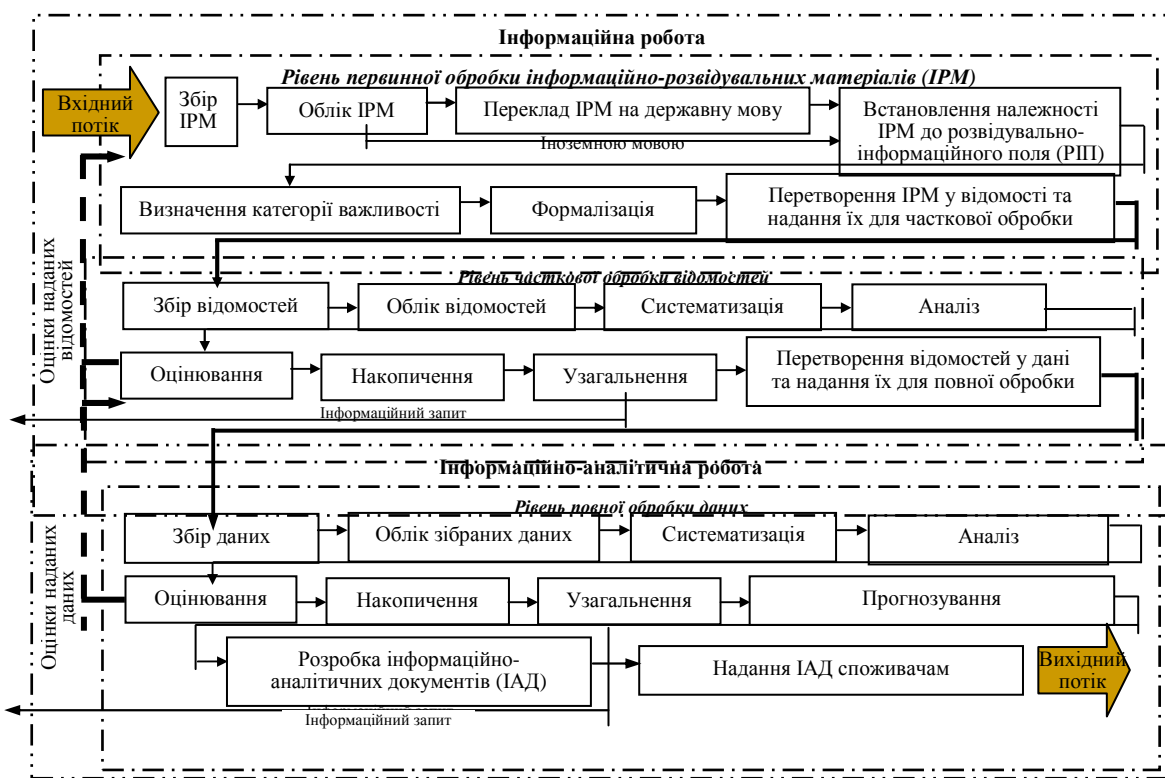 Інформаційна робота
Рівень первинної обробки інформаційно-розвідувальних матеріалів (ІРМ)
Вхідний
потік
Збір
ІРМ
Облік ІРМ
Переклад ІРМ на державну мову
Встановлення належності
ІРМ до розвідувально-
інформаційного поля (РІП)
Іноземною мовою
Визначення категорії важливості
Формалізація
Перетворення ІРМ у відомості та
надання їх для часткової обробки
Оцінки наданих
відомостей
Рівень часткової обробки відомостей
Збір відомостей
Облік відомостей
Систематизація
Аналіз
Оцінювання
Накопичення
Узагальнення
Перетворення відомостей у дані
та надання їх для повної обробки
Інформаційний запит
Інформаційно-аналітична робота
Рівень повної обробки даних
Оцінки наданих
даних
Збір даних
Облік зібраних даних
Систематизація
Аналіз
Оцінювання
Накопичення
Узагальнення
Прогнозування
Розробка інформаційно-
аналітичних документів (ІАД)
Надання ІАД споживачам
Вихідний
потік
Інформаційний запит